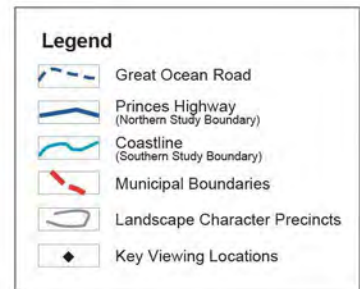 Legend
Great Ocean Road
Princes Highway
(Northern Study Boundary)
Coastline
(Southern Study Boundary)
Municipal Boundaries
Landscape Character Precincts
Key Viewing Locations